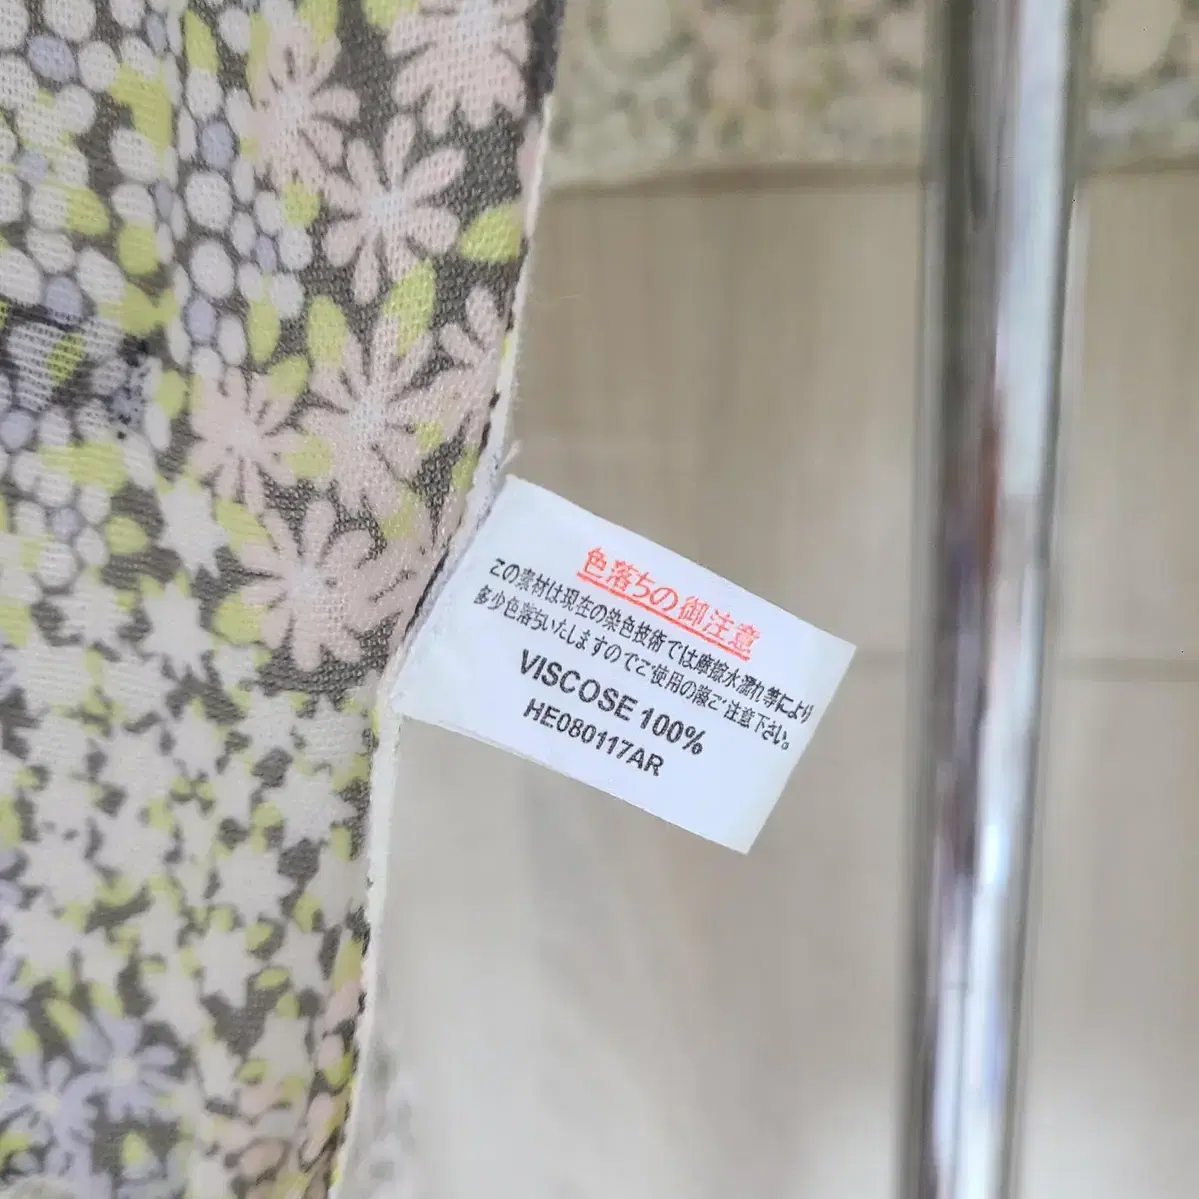 色落ちの御注意
この素材は現在の染色技術では摩擦水濡れ等により
多少色落ちいたしますのでご使用の際ご注意下さい。
VISCOSE 100%
HE080117AR